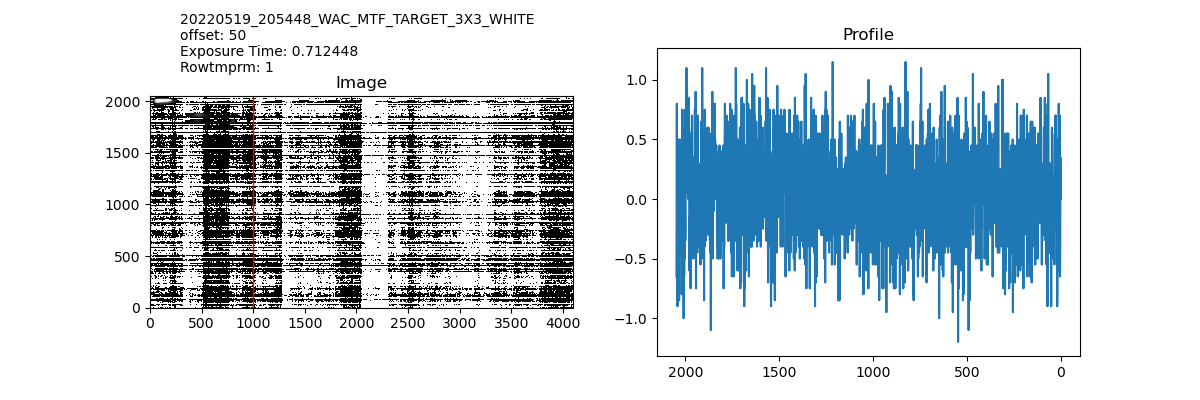 20220519_205448_WAC_MTF_TARGET_3X3_WHITE
offset: 50
Exposure Time: 0.712448
Rowtmprm: 1
Image
2000
1500
1000
500
0
0 500 1000 1500 2000 2500 3000 3500 4000
Profile
1.0
0.5
0.0
−0.5
−1.0
2000 1500 1000 500 0